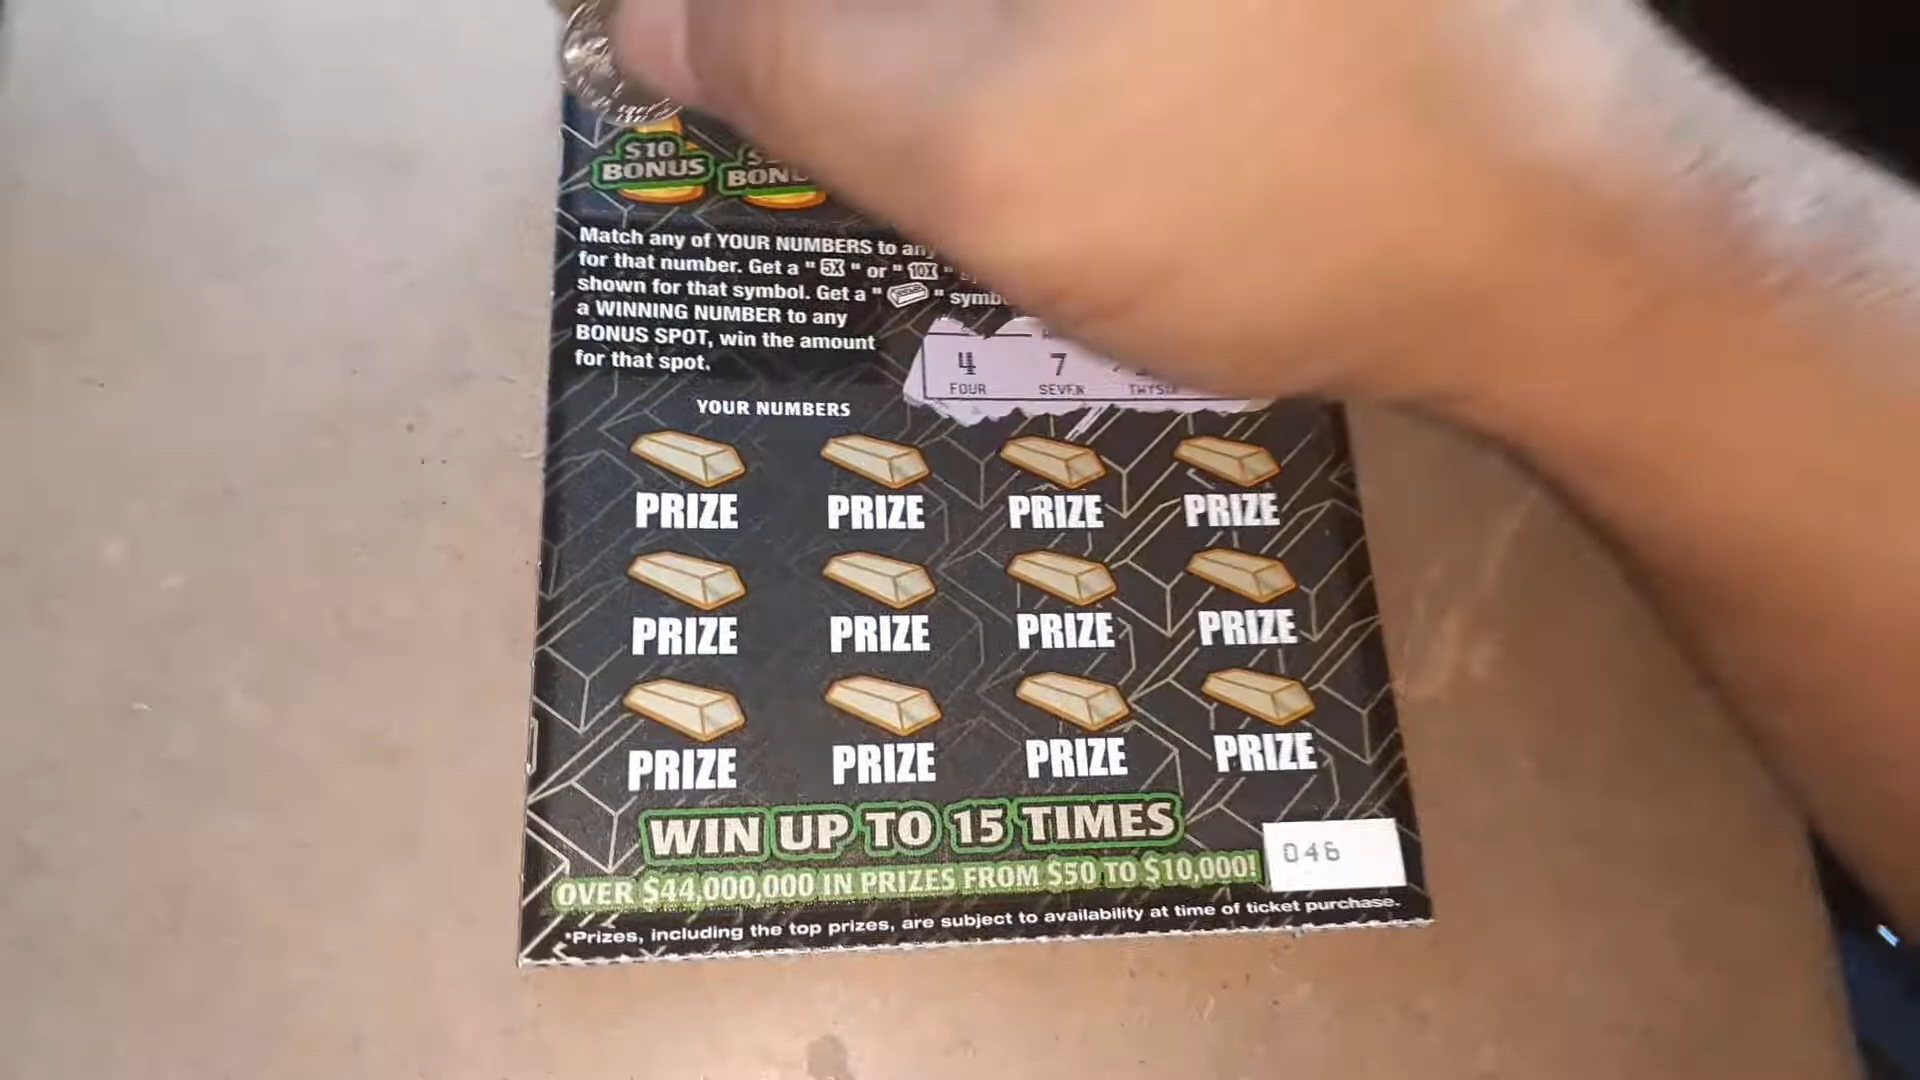 $10
BONUS
Match any of YOUR NUMBERS to any
for that number. Get a " 5X " or " 10X "
shown for that symbol. Get a " " symb
a WINNING NUMBER to any
BONUS SPOT, win the amount
for that spot.
4 7
FOUR SEVEN
YOUR NUMBERS
PRIZE PRIZE PRIZE PRIZE
PRIZE PRIZE PRIZE PRIZE
PRIZE PRIZE PRIZE PRIZE
WIN UP TO 15 TIMES
OVER $44,000,000 IN PRIZES FROM $50 TO $10,000!
046
*Prizes, including the top prizes, are subject to availability at time of ticket purchase.